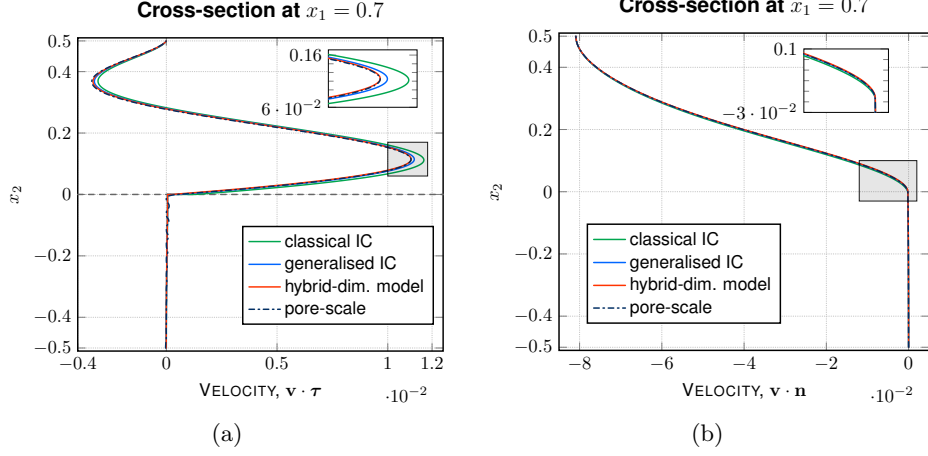 Cross-section at x₁ = 0.7
0.5
0.4
0.2
0
−0.2
−0.4
−0.5
x₂
0.16
6 · 10⁻²
classical IC
generalised IC
hybrid-dim. model
pore-scale
−0.4
0
0.5
1
1.2
·10⁻²
VELOCITY, v · τ
(a)
Cross-section at x₁ = 0.7
0.5
0.4
0.2
0
−0.2
−0.4
−0.5
x₂
0.1
−3 · 10⁻²
classical IC
generalised IC
hybrid-dim. model
pore-scale
−8
−6
−4
−2
0
·10⁻²
VELOCITY, v · n
(b)